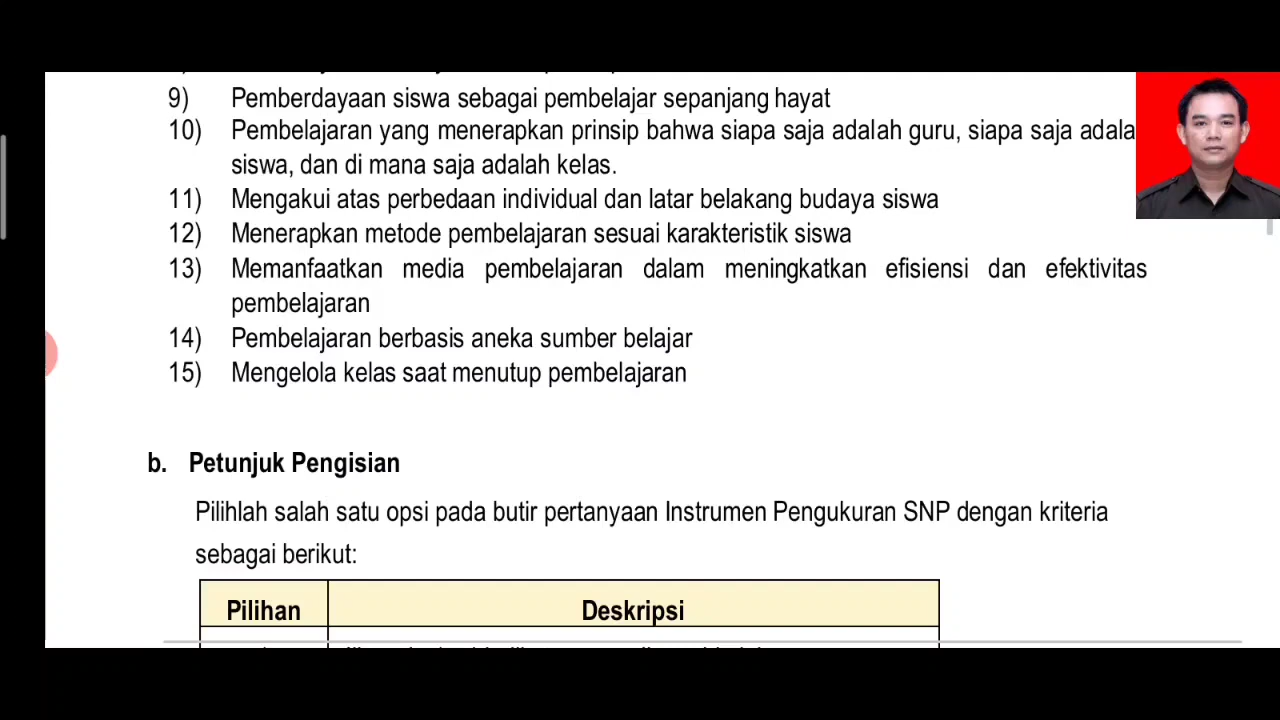 9) Pemberdayaan siswa sebagai pembelajar sepanjang hayat
10) Pembelajaran yang menerapkan prinsip bahwa siapa saja adalah guru, siapa saja adala
siswa, dan di mana saja adalah kelas.
11) Mengakui atas perbedaan individual dan latar belakang budaya siswa
12) Menerapkan metode pembelajaran sesuai karakteristik siswa
13) Memanfaatkan media pembelajaran dalam meningkatkan efisiensi dan efektivitas
pembelajaran
14) Pembelajaran berbasis aneka sumber belajar
15) Mengelola kelas saat menutup pembelajaran
b. Petunjuk Pengisian
Pilihlah salah satu opsi pada butir pertanyaan Instrumen Pengukuran SNP dengan kriteria
sebagai berikut:
Pilihan Deskripsi